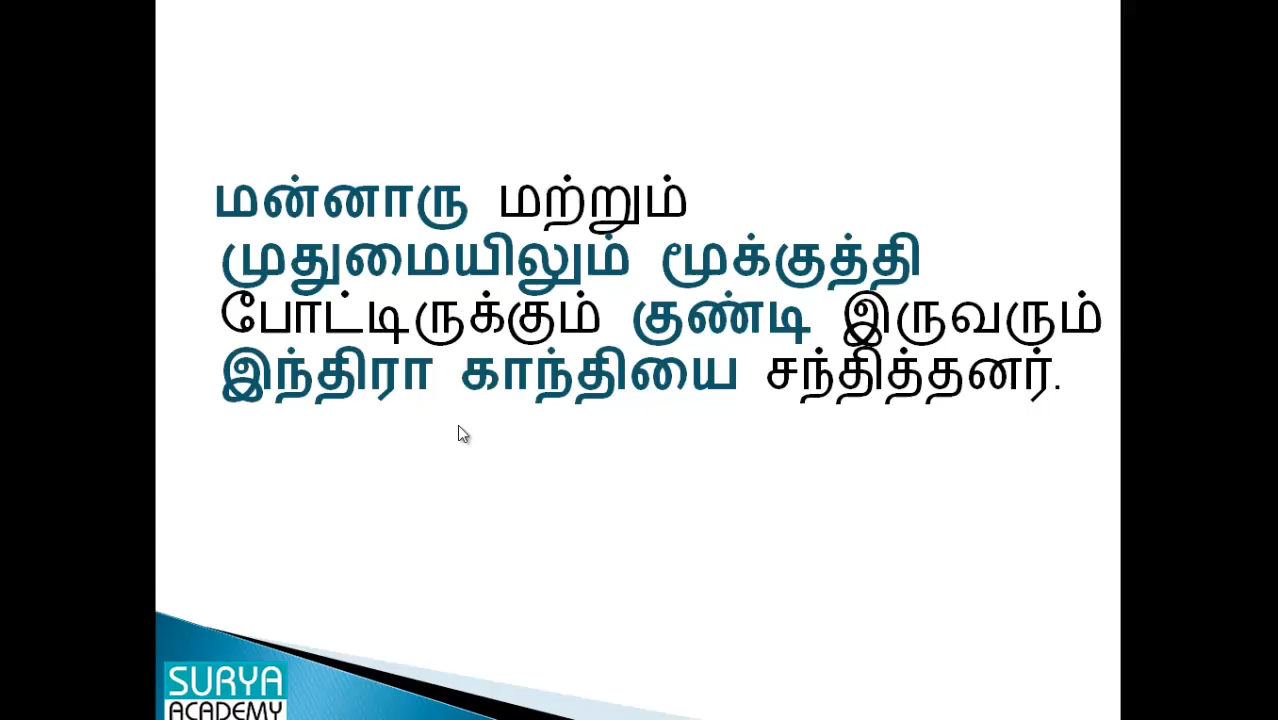 மன்னாரு மற்றும்
முதுமையிலும் மூக்குத்தி
போட்டிருக்கும் குண்டி இருவரும்
இந்திரா காந்தியை சந்தித்தனர்.
SURYA
ACADEMY